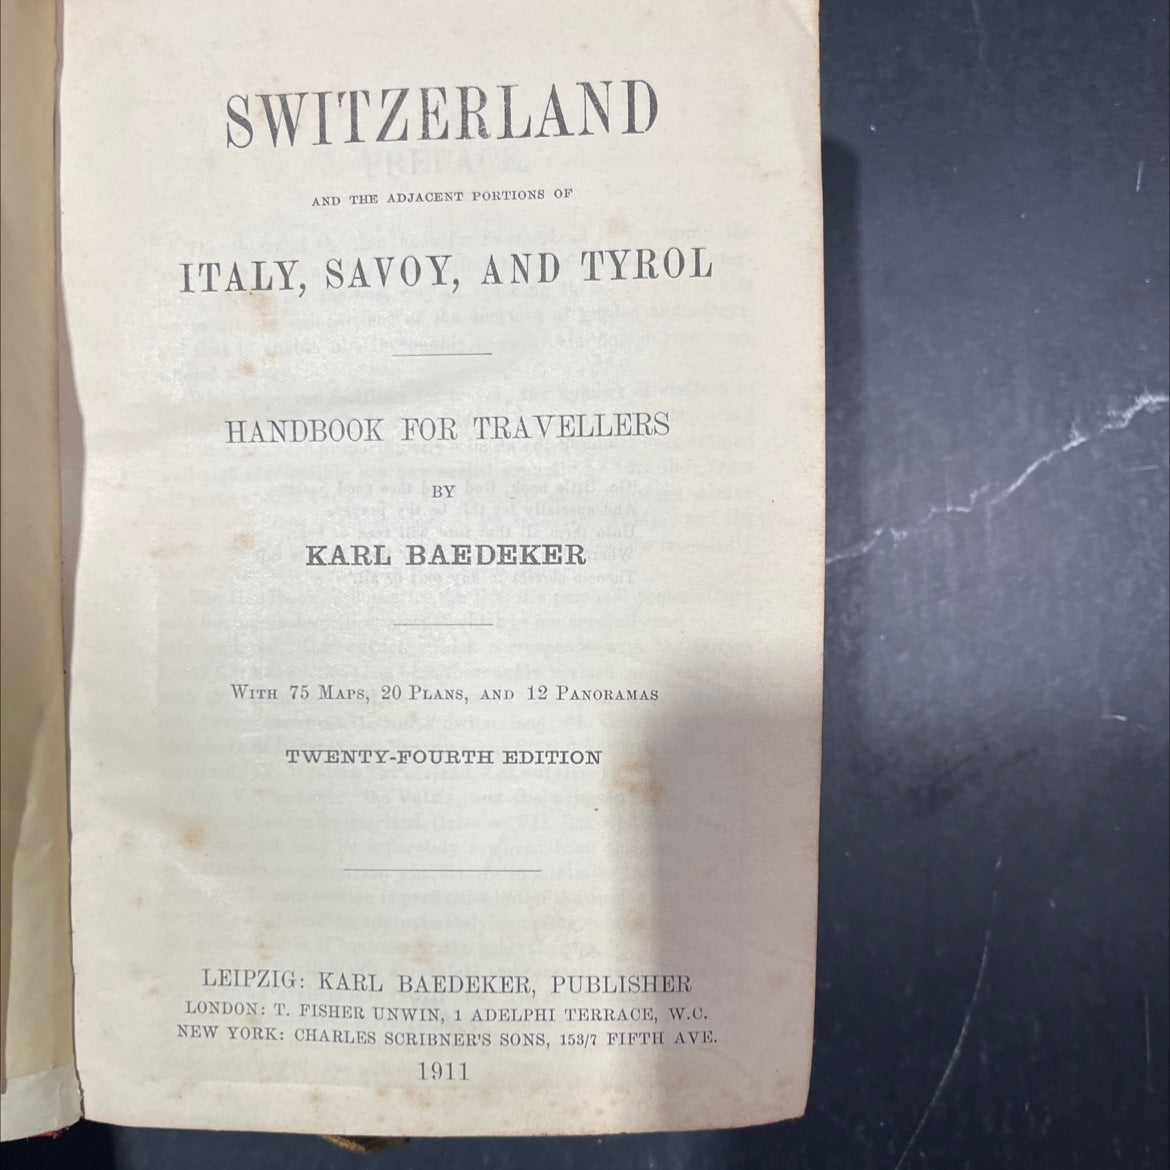 SWITZERLAND
AND THE ADJACENT PORTIONS OF
ITALY, SAVOY, AND TYROL
HANDBOOK FOR TRAVELLERS
BY
KARL BAEDEKER
WITH 75 MAPS, 20 PLANS, AND 12 PANORAMAS
TWENTY-FOURTH EDITION
LEIPZIG: KARL BAEDEKER, PUBLISHER
LONDON: T. FISHER UNWIN, 1 ADELPHI TERRACE, W.C.
NEW YORK: CHARLES SCRIBNER'S SONS, 153/7 FIFTH AVE.
1911